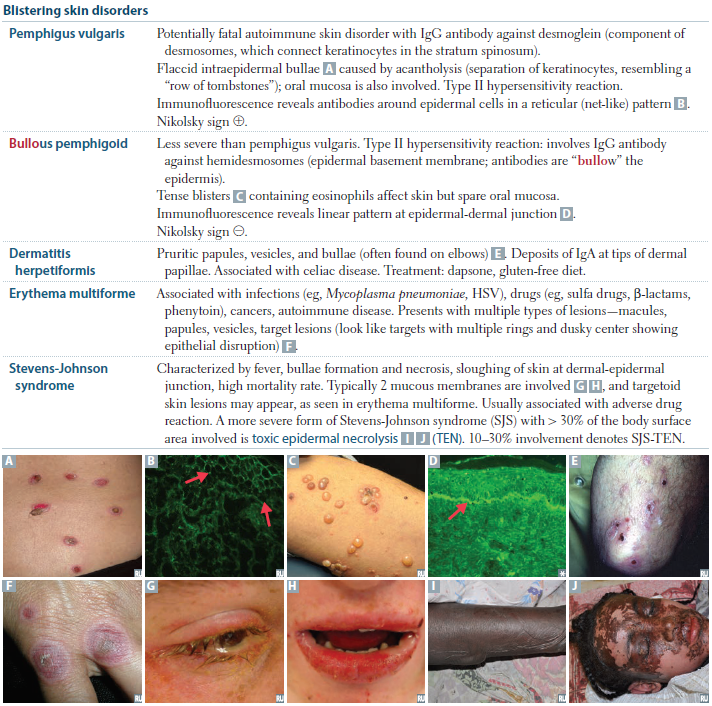 Blistering skin disorders
Pemphigus vulgaris
Potentially fatal autoimmune skin disorder with IgG antibody against desmoglein (component of
desmosomes, which connect keratinocytes in the stratum spinosum).
Flaccid intraepidermal bullae A caused by acantholysis (separation of keratinocytes, resembling a
“row of tombstones”); oral mucosa is also involved. Type II hypersensitivity reaction.
Immunofluorescence reveals antibodies around epidermal cells in a reticular (net-like) pattern B.
Nikolsky sign ⊕.
Bullous pemphigoid
Less severe than pemphigus vulgaris. Type II hypersensitivity reaction: involves IgG antibody
against hemidesmosomes (epidermal basement membrane; antibodies are “bullow” the
epidermis).
Tense blisters C containing eosinophils affect skin but spare oral mucosa.
Immunofluorescence reveals linear pattern at epidermal-dermal junction D.
Nikolsky sign ⊖.
Dermatitis
herpetiformis
Pruritic papules, vesicles, and bullae (often found on elbows) E. Deposits of IgA at tips of dermal
papillae. Associated with celiac disease. Treatment: dapsone, gluten-free diet.
Erythema multiforme
Associated with infections (eg, Mycoplasma pneumoniae, HSV), drugs (eg, sulfa drugs, β-lactams,
phenytoin), cancers, autoimmune disease. Presents with multiple types of lesions—macules,
papules, vesicles, target lesions (look like targets with multiple rings and dusky center showing
epithelial disruption) F.
Stevens-Johnson
syndrome
Characterized by fever, bullae formation and necrosis, sloughing of skin at dermal-epidermal
junction, high mortality rate. Typically 2 mucous membranes are involved G H, and targetoid
skin lesions may appear, as seen in erythema multiforme. Usually associated with adverse drug
reaction. A more severe form of Stevens-Johnson syndrome (SJS) with > 30% of the body surface
area involved is toxic epidermal necrolysis I J (TEN). 10–30% involvement denotes SJS-TEN.
A
RU
B
RU
C
RU
D
*
E
RU
F
RU
G
RU
H
RU
I
RU
J
RU